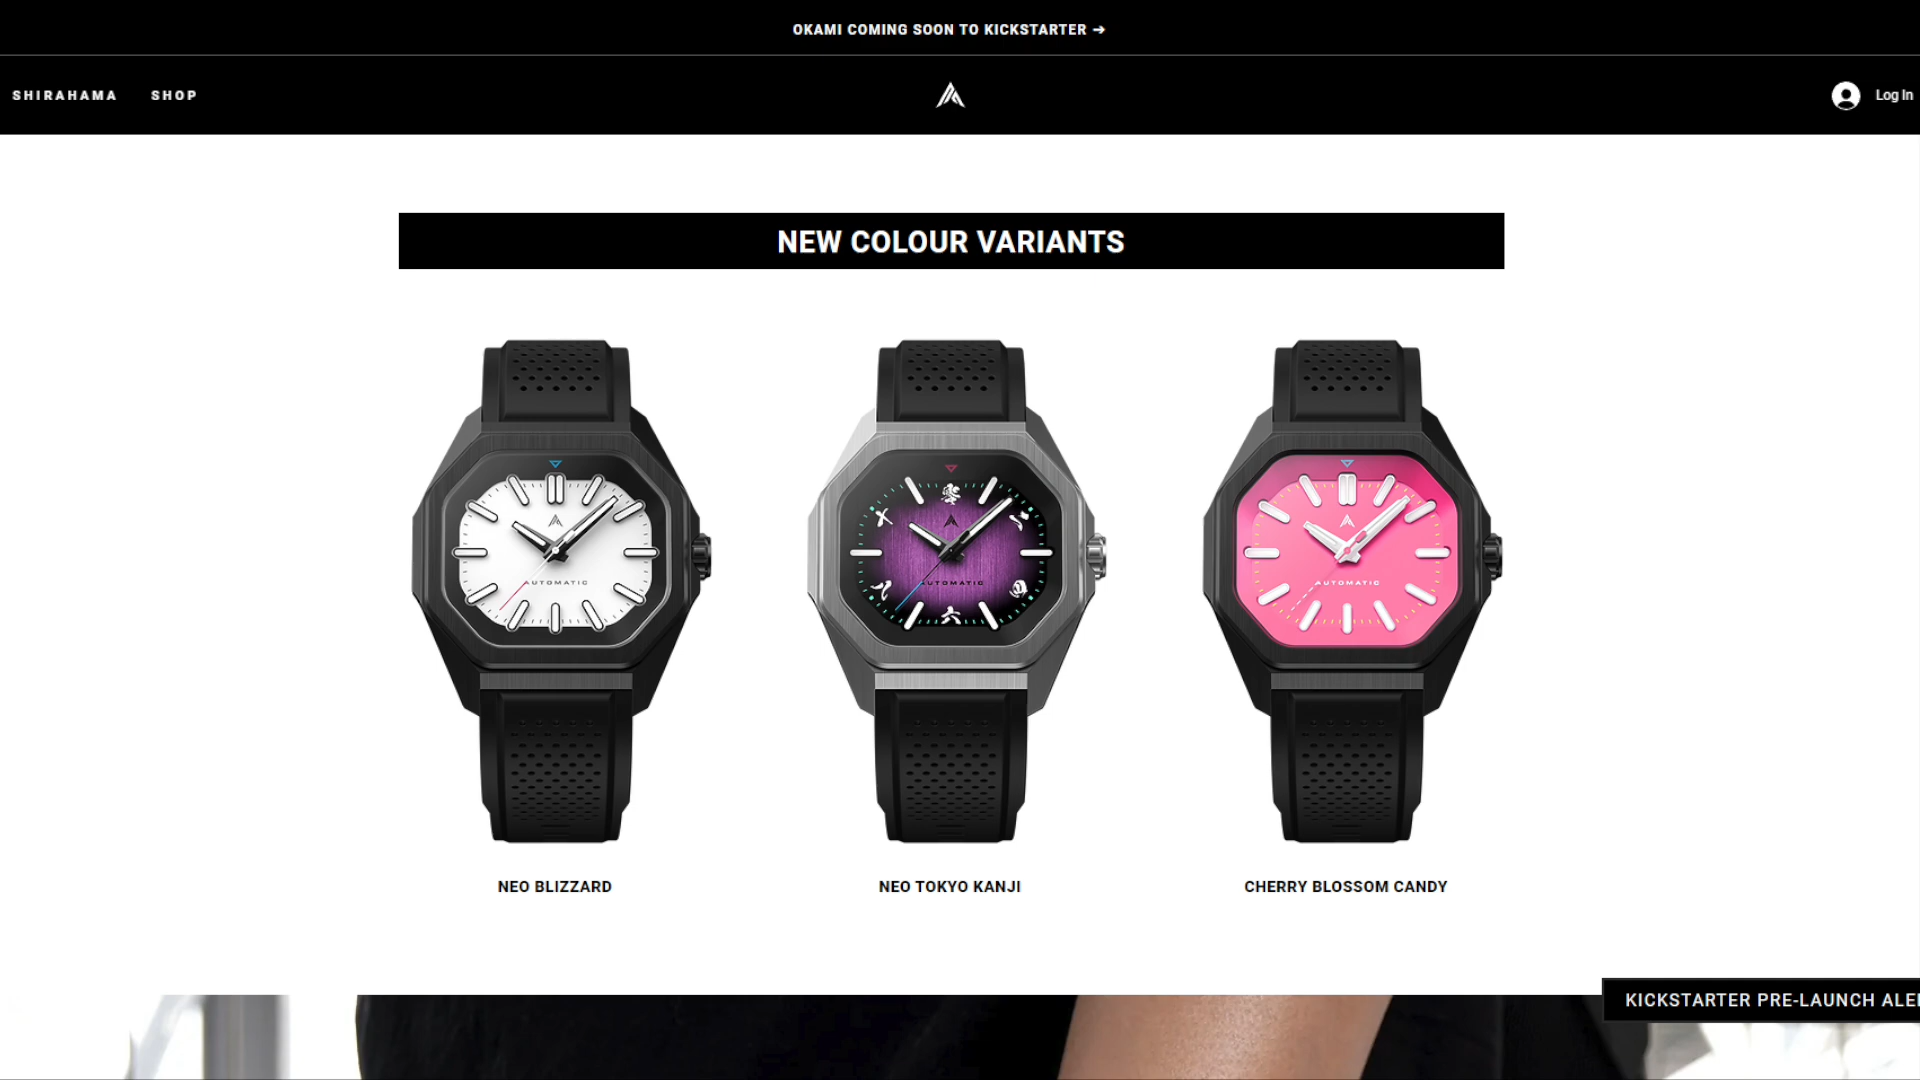 OKAMI COMING SOON TO KICKSTARTER ➔
SHIRAHAMA SHOP
Log In
NEW COLOUR VARIANTS
AUTOMATIC
AUTOMATIC
AUTOMATIC
NEO BLIZZARD
NEO TOKYO KANJI
CHERRY BLOSSOM CANDY
KICKSTARTER PRE-LAUNCH ALE